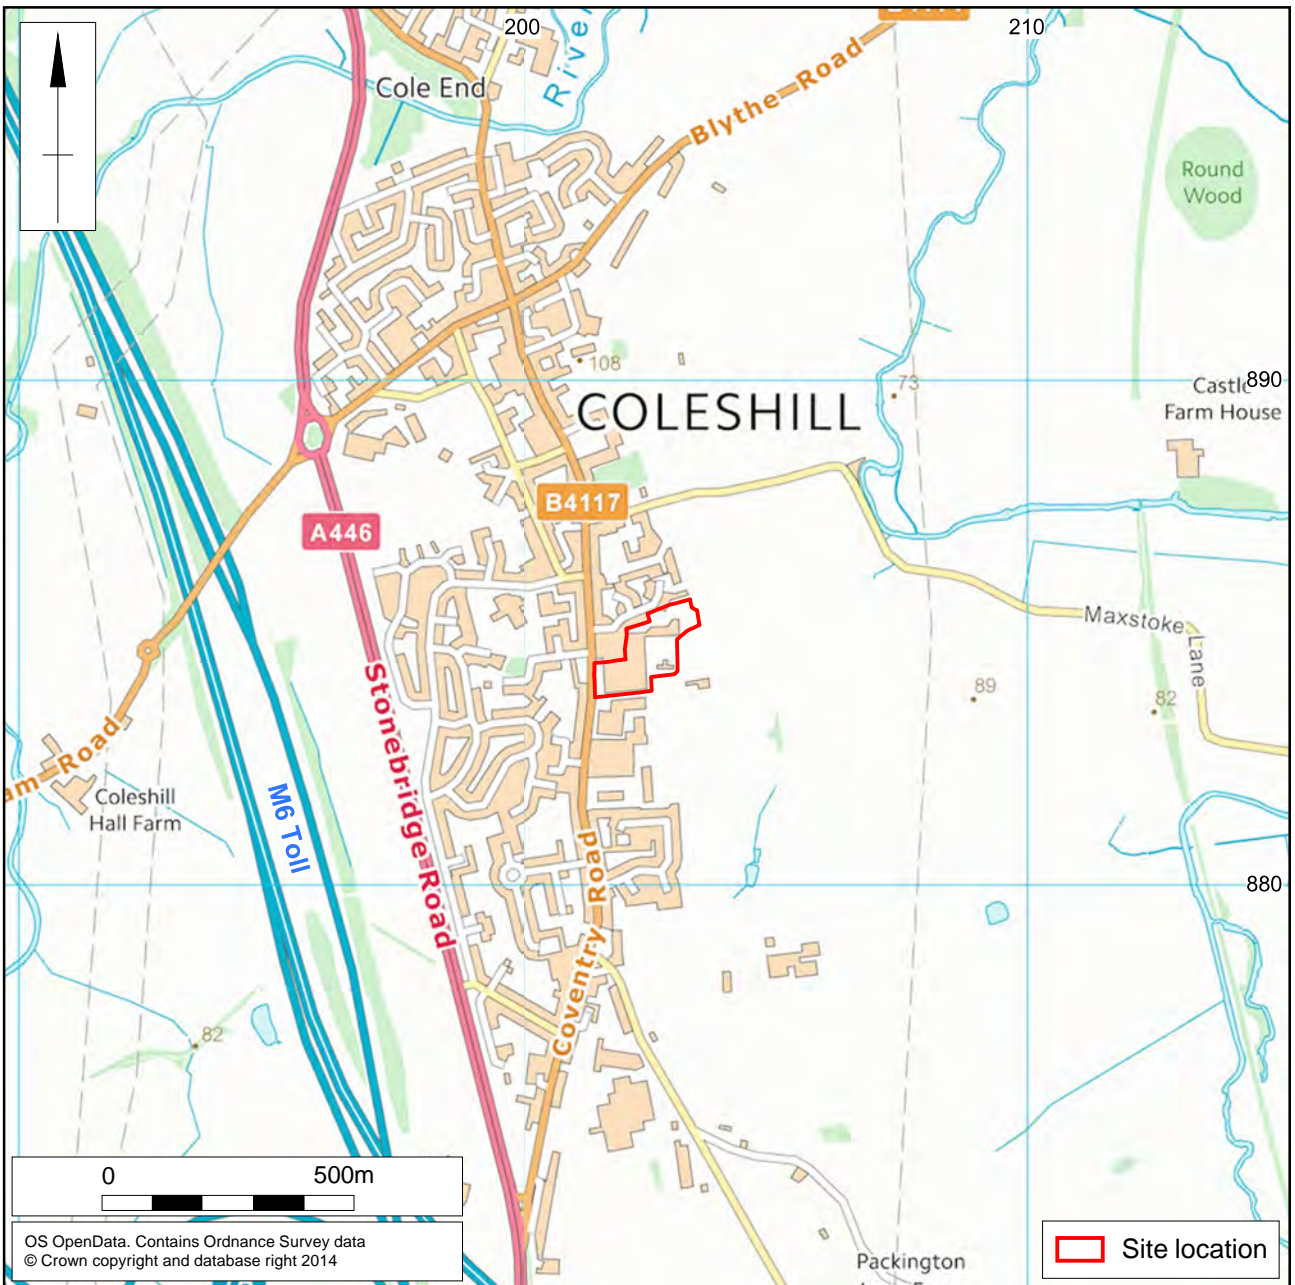 200
210
River
Blythe Road
Cole End
Round
Wood
108
890
73
Castle
Farm House
COLESHILL
B4117
A446
Maxstoke Lane
89
82
Stonebridge Road
Coleshill
Hall Farm
M6 Toll
Coventry Road
880
82
0 500m
OS OpenData. Contains Ordnance Survey data
© Crown copyright and database right 2014
Packington
Site location